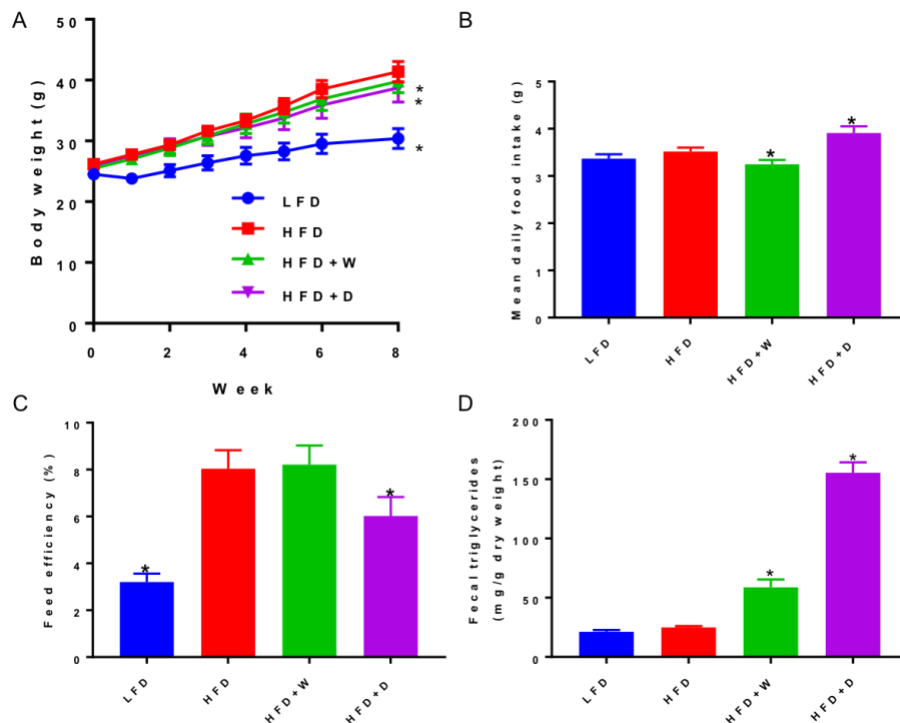 A
Body weight (g)
50
40
30
20
10
0
*
*
*
LFD
HFD
HFD+W
HFD+D
0 2 4 6 8
Week
B
Mean daily food intake (g)
5
4
3
2
1
0
*
*
LFD
HFD
HFD+W
HFD+D
C
Feed efficiency (%)
10
8
6
4
2
0
*
*
LFD
HFD
HFD+W
HFD+D
D
Fecal triglycerides
(mg/g dry weight)
200
150
100
50
0
*
*
LFD
HFD
HFD+W
HFD+D